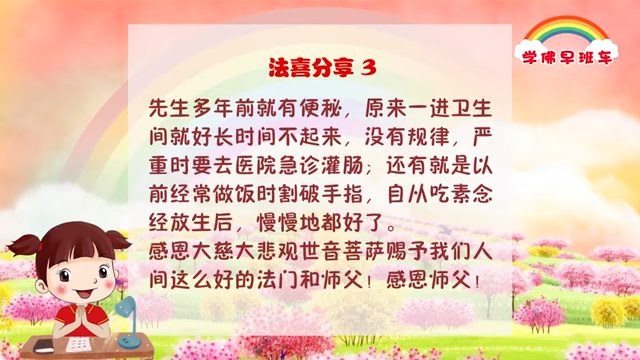 学佛早班车
法喜分享 3
先生多年前就有便秘，原来一进卫生
间就好长时间不起来，没有规律，严
重时要去医院急诊灌肠；还有就是以
前经常做饭时割破手指，自从吃素念
经放生后，慢慢地都好了。
感恩大慈大悲观世音菩萨赐予我们人
间这么好的法门和师父！感恩师父！